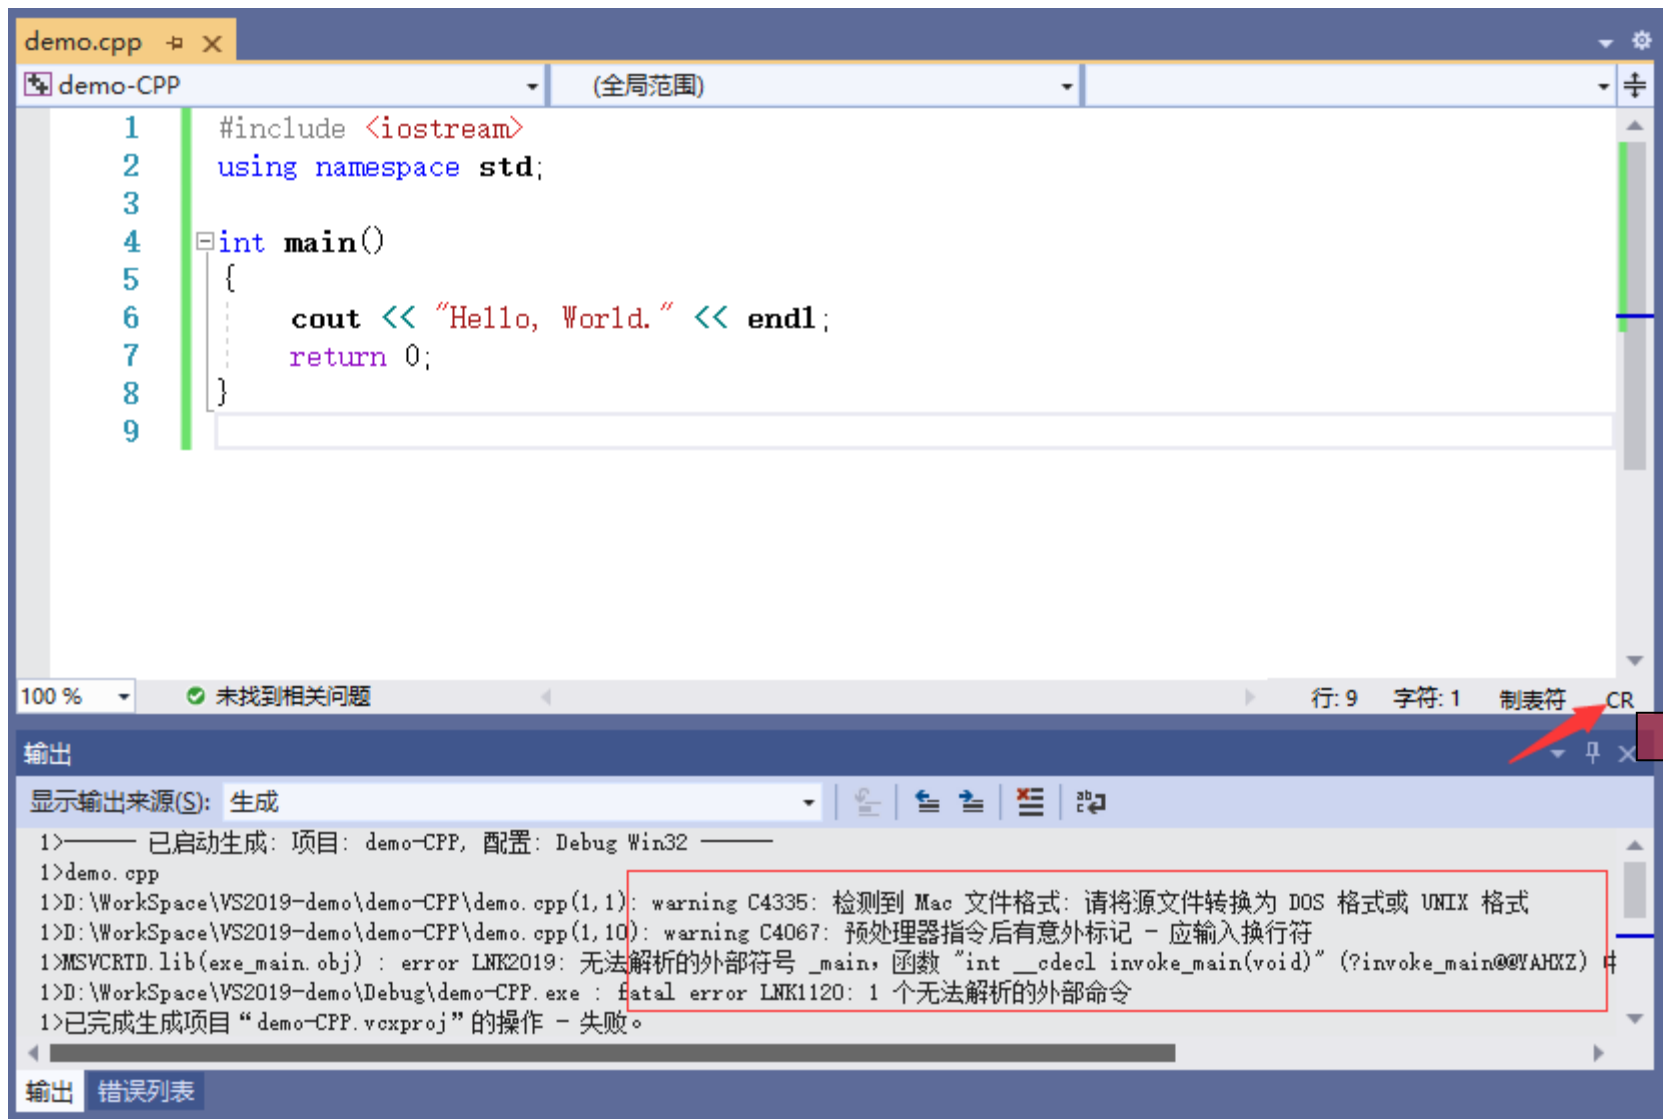 demo.cpp
demo-CPP (全局范围)
1 #include <iostream>
2 using namespace std;
3
4 int main()
5 {
6 cout << "Hello, World." << endl;
7 return 0;
8 }
9
100 % 未找到相关问题 行: 9 字符: 1 制表符 CR
输出
显示输出来源(S): 生成
1>------ 已启动生成: 项目: demo-CPP, 配置: Debug Win32 ------
1>demo.cpp
1>D:\WorkSpace\VS2019-demo\demo-CPP\demo.cpp(1,1): warning C4335: 检测到 Mac 文件格式: 请将源文件转换为 DOS 格式或 UNIX 格式
1>D:\WorkSpace\VS2019-demo\demo-CPP\demo.cpp(1,10): warning C4067: 预处理器指令后有意外标记 - 应输入换行符
1>MSVCRTD.lib(exe_main.obj) : error LNK2019: 无法解析的外部符号 _main，函数 "int __cdecl invoke_main(void)" (?invoke_main@@YAHXZ)
1>D:\WorkSpace\VS2019-demo\Debug\demo-CPP.exe : fatal error LNK1120: 1 个无法解析的外部命令
1>已完成生成项目“demo-CPP.vcxproj”的操作 - 失败。
输出 错误列表